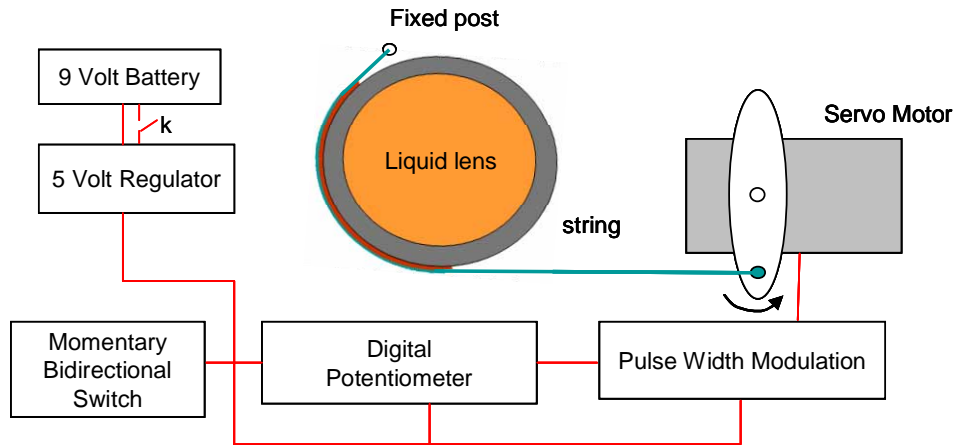 Fixed post
9 Volt Battery
k
Servo Motor
5 Volt Regulator
Liquid lens
string
Momentary
Bidirectional
Switch
Digital
Potentiometer
Pulse Width Modulation